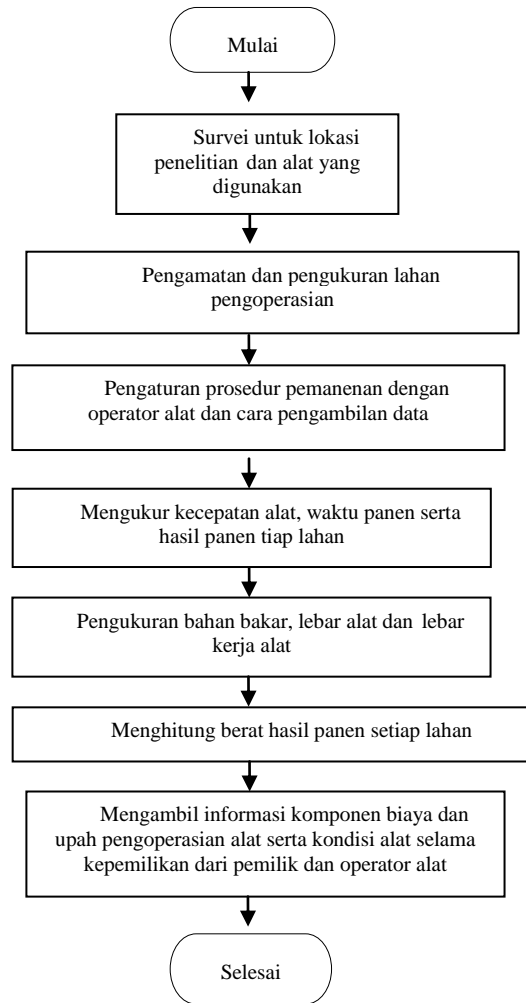 Mulai
Survei untuk lokasi
penelitian dan alat yang
digunakan
Pengamatan dan pengukuran lahan
pengoperasian
Pengaturan prosedur pemanenan dengan
operator alat dan cara pengambilan data
Mengukur kecepatan alat, waktu panen serta
hasil panen tiap lahan
Pengukuran bahan bakar, lebar alat dan lebar
kerja alat
Menghitung berat hasil panen setiap lahan
Mengambil informasi komponen biaya dan
upah pengoperasian alat serta kondisi alat selama
kepemilikan dari pemilik dan operator alat
Selesai